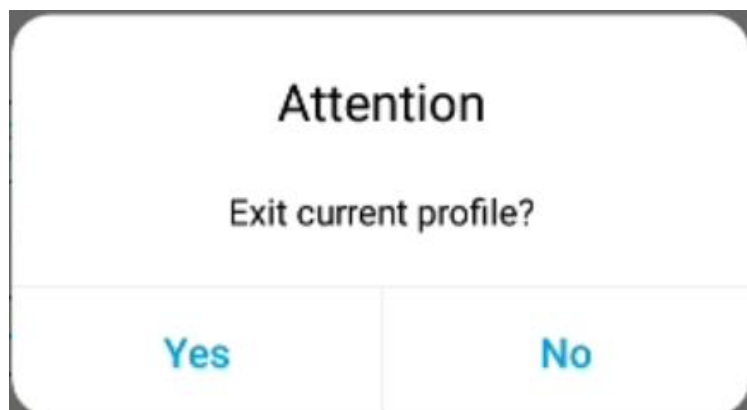 Attention
Exit current profile?
Yes No